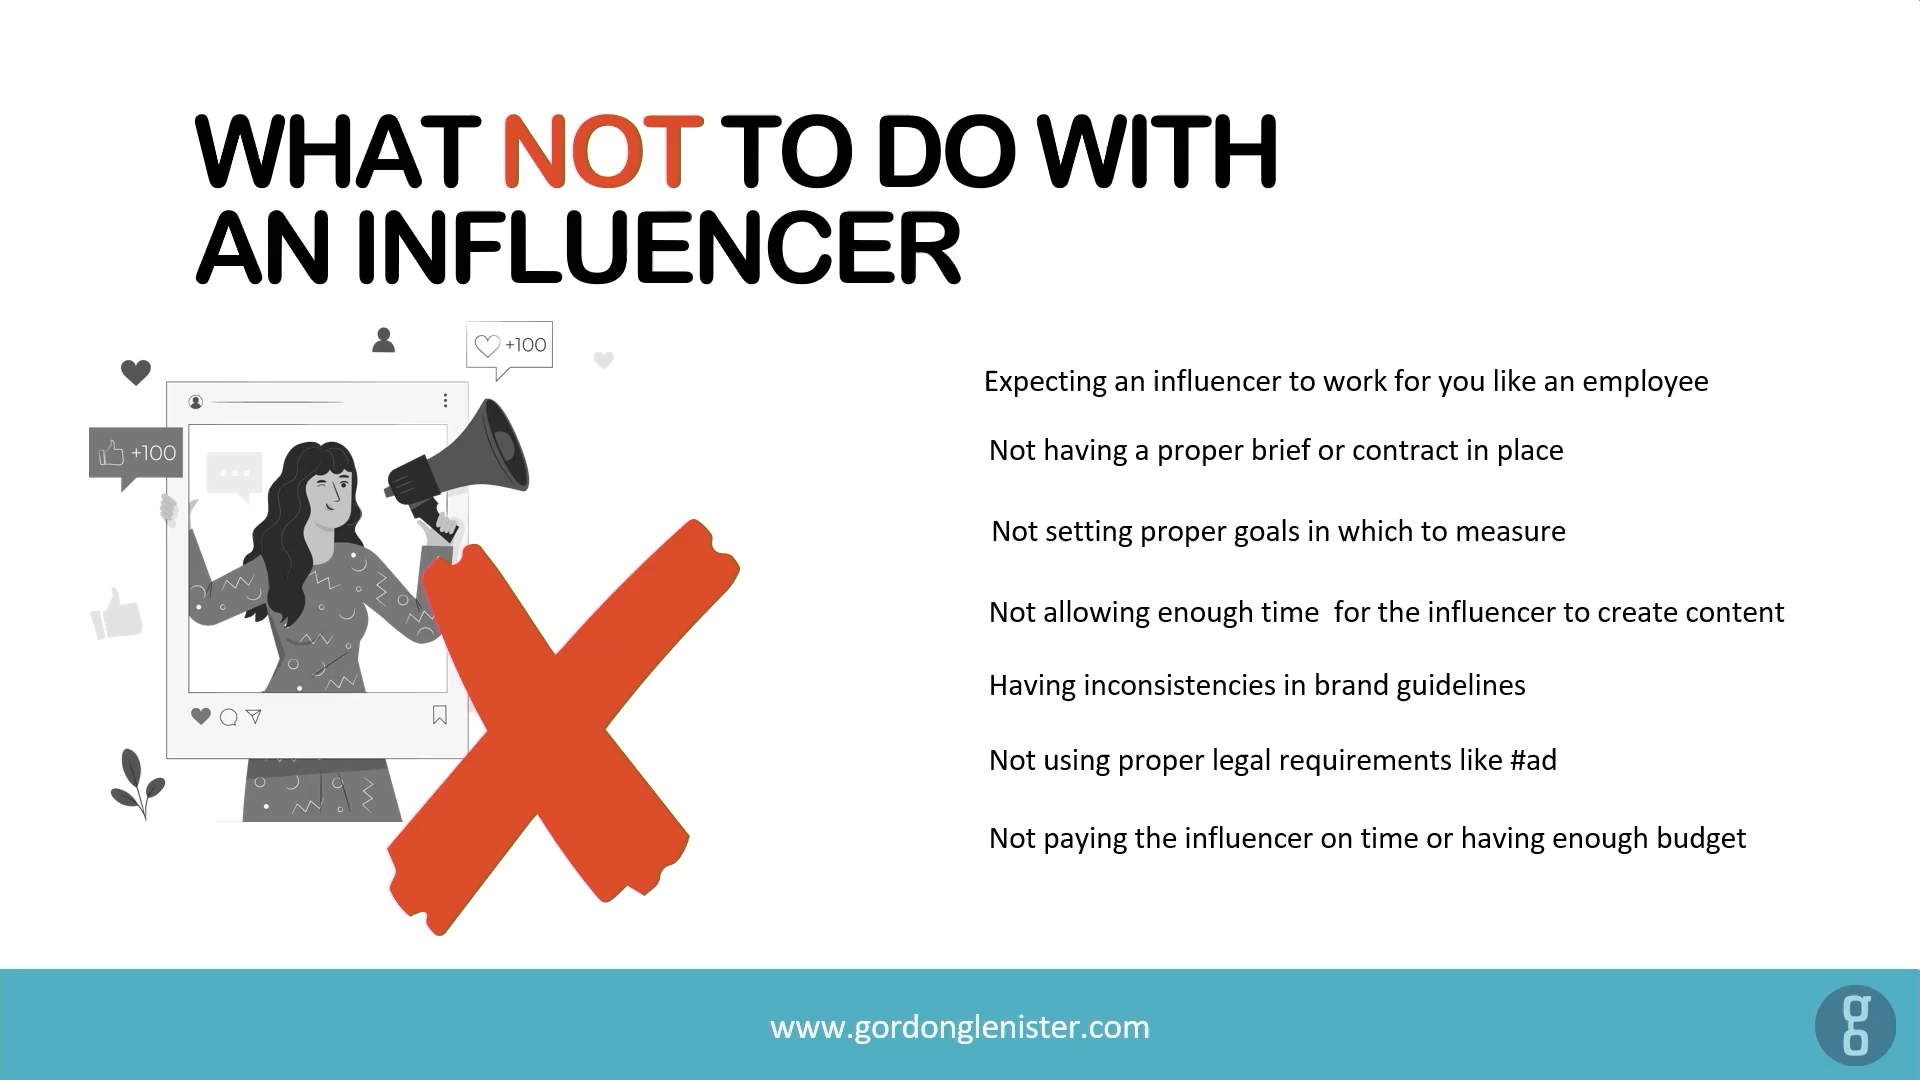 WHAT NOT TO DO WITH
AN INFLUENCER
+100
+100
Expecting an influencer to work for you like an employee
Not having a proper brief or contract in place
Not setting proper goals in which to measure
Not allowing enough time  for the influencer to create content
Having inconsistencies in brand guidelines
Not using proper legal requirements like #ad
Not paying the influencer on time or having enough budget
www.gordonglenister.com
g